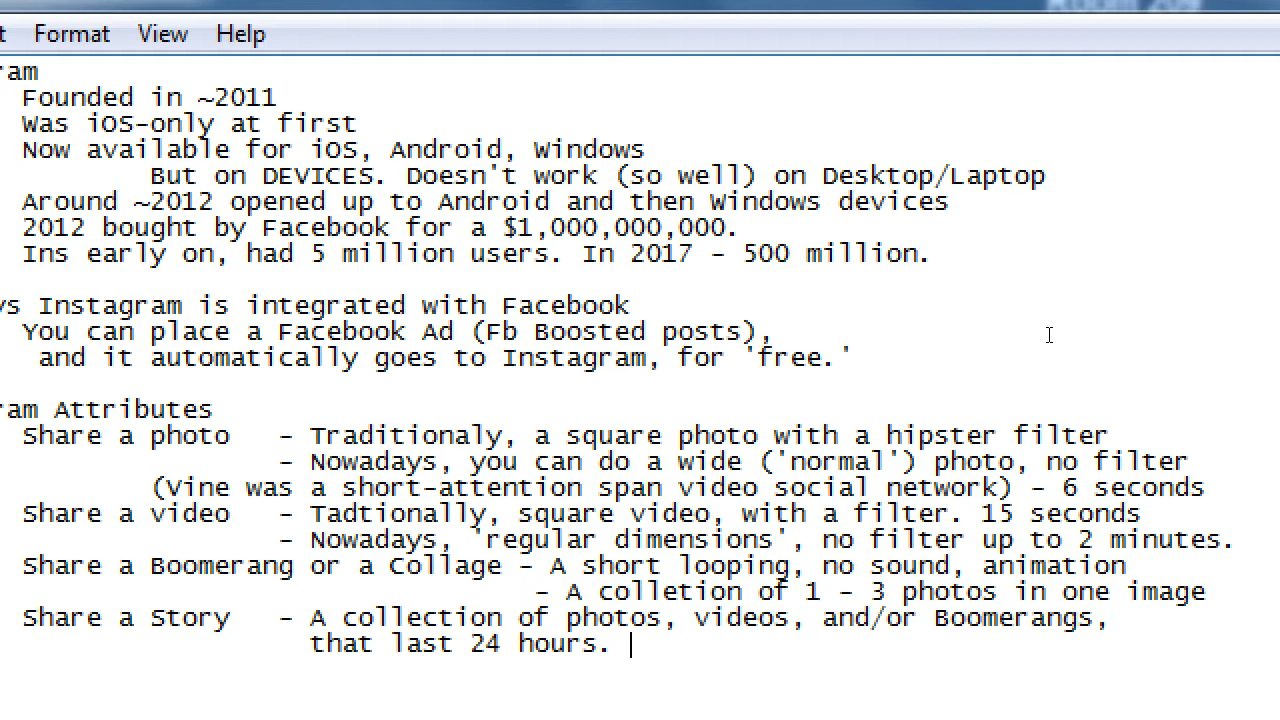 Format View Help
ram
Founded in ~2011
Was iOS-only at first
Now available for iOS, Android, Windows
But on DEVICES. Doesn't work (so well) on Desktop/Laptop
Around ~2012 opened up to Android and then Windows devices
2012 bought by Facebook for a $1,000,000,000.
Ins early on, had 5 million users. In 2017 - 500 million.
ys Instagram is integrated with Facebook
You can place a Facebook Ad (Fb Boosted posts),
and it automatically goes to Instagram, for 'free.'
ram Attributes
Share a photo - Traditionaly, a square photo with a hipster filter
- Nowadays, you can do a wide ('normal') photo, no filter
(Vine was a short-attention span video social network) - 6 seconds
Share a video - Tadtionally, square video, with a filter. 15 seconds
- Nowadays, 'regular dimensions', no filter up to 2 minutes.
Share a Boomerang or a Collage - A short looping, no sound, animation
- A colletion of 1 - 3 photos in one image
Share a Story - A collection of photos, videos, and/or Boomerangs,
that last 24 hours.